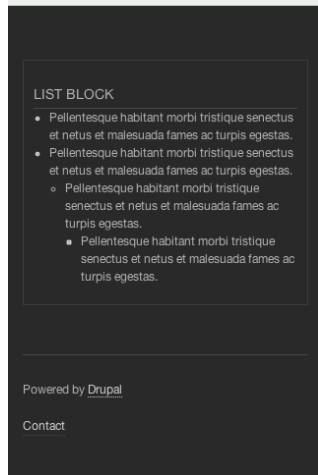 LIST BLOCK
Pellentesque habitant morbi tristique senectus
et netus et malesuada fames ac turpis egestas.
Pellentesque habitant morbi tristique senectus
et netus et malesuada fames ac turpis egestas.
Pellentesque habitant morbi tristique
senectus et netus et malesuada fames ac
turpis egestas.
Pellentesque habitant morbi tristique
senectus et netus et malesuada fames ac
turpis egestas.
Powered by Drupal
Contact